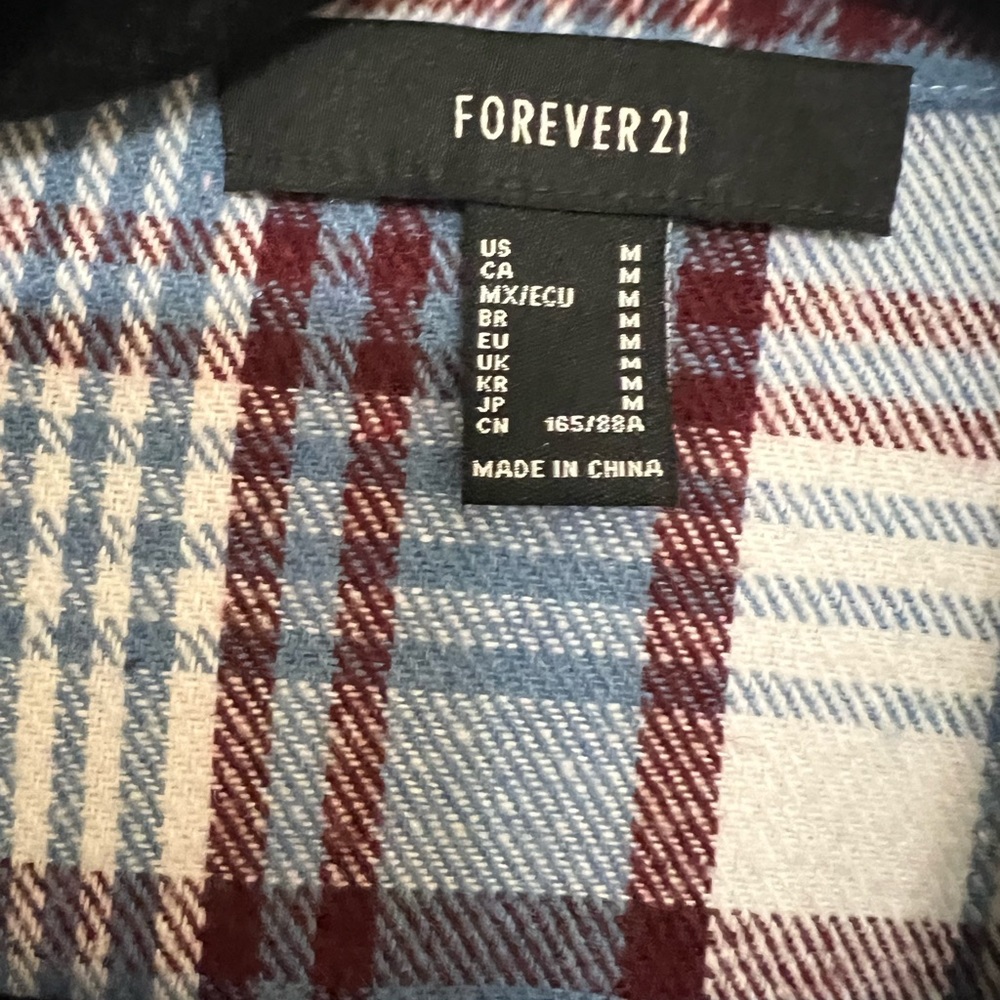 FOREVER 21
US M
CA M
MX/ECU M
BR M
EU M
UK M
KR M
JP M
CN 165/88A
MADE IN CHINA